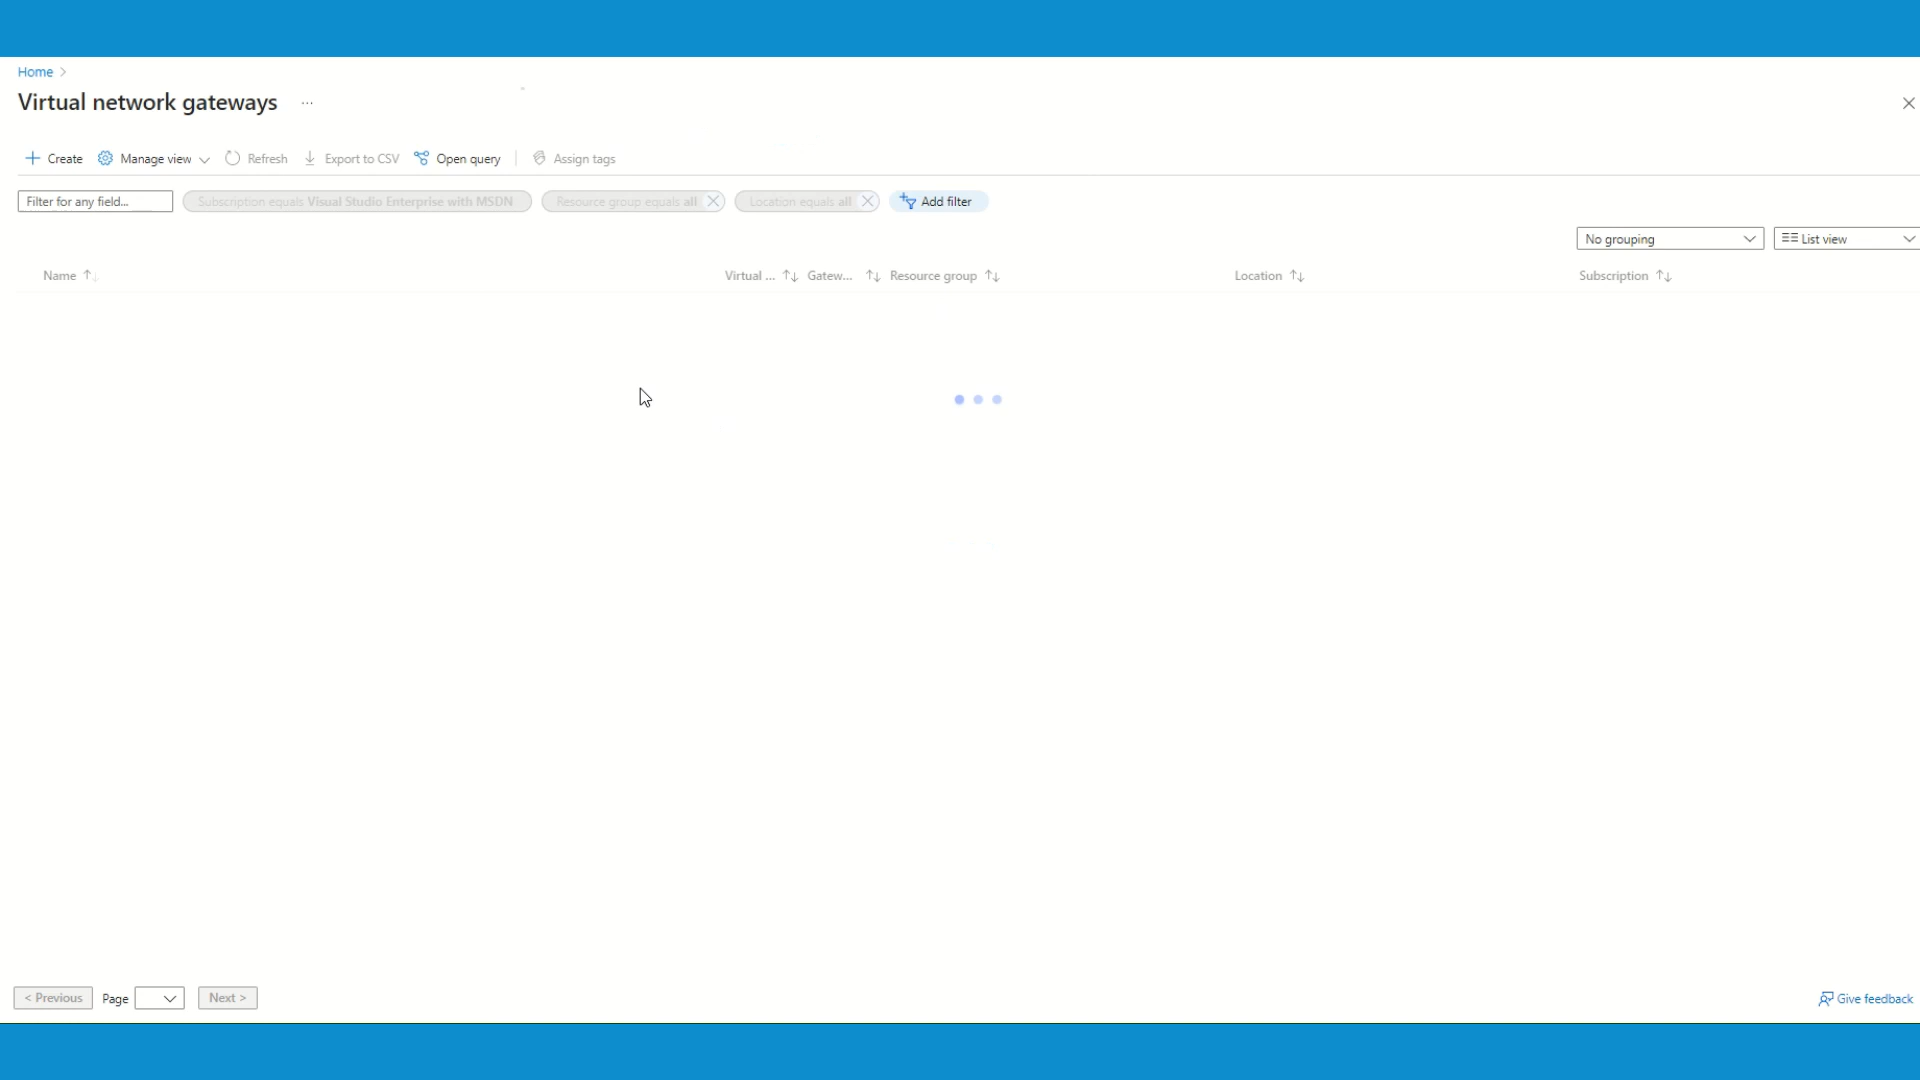 Home >
Virtual network gateways ...
Create Manage view Refresh Export to CSV Open query Assign tags
Filter for any field... Subscription equals Visual Studio Enterprise with MSDN Resource group equals all Location equals all Add filter
No grouping List view
Name Virtual ... Gatew... Resource group Location Subscription
< Previous Page Next > Give feedback